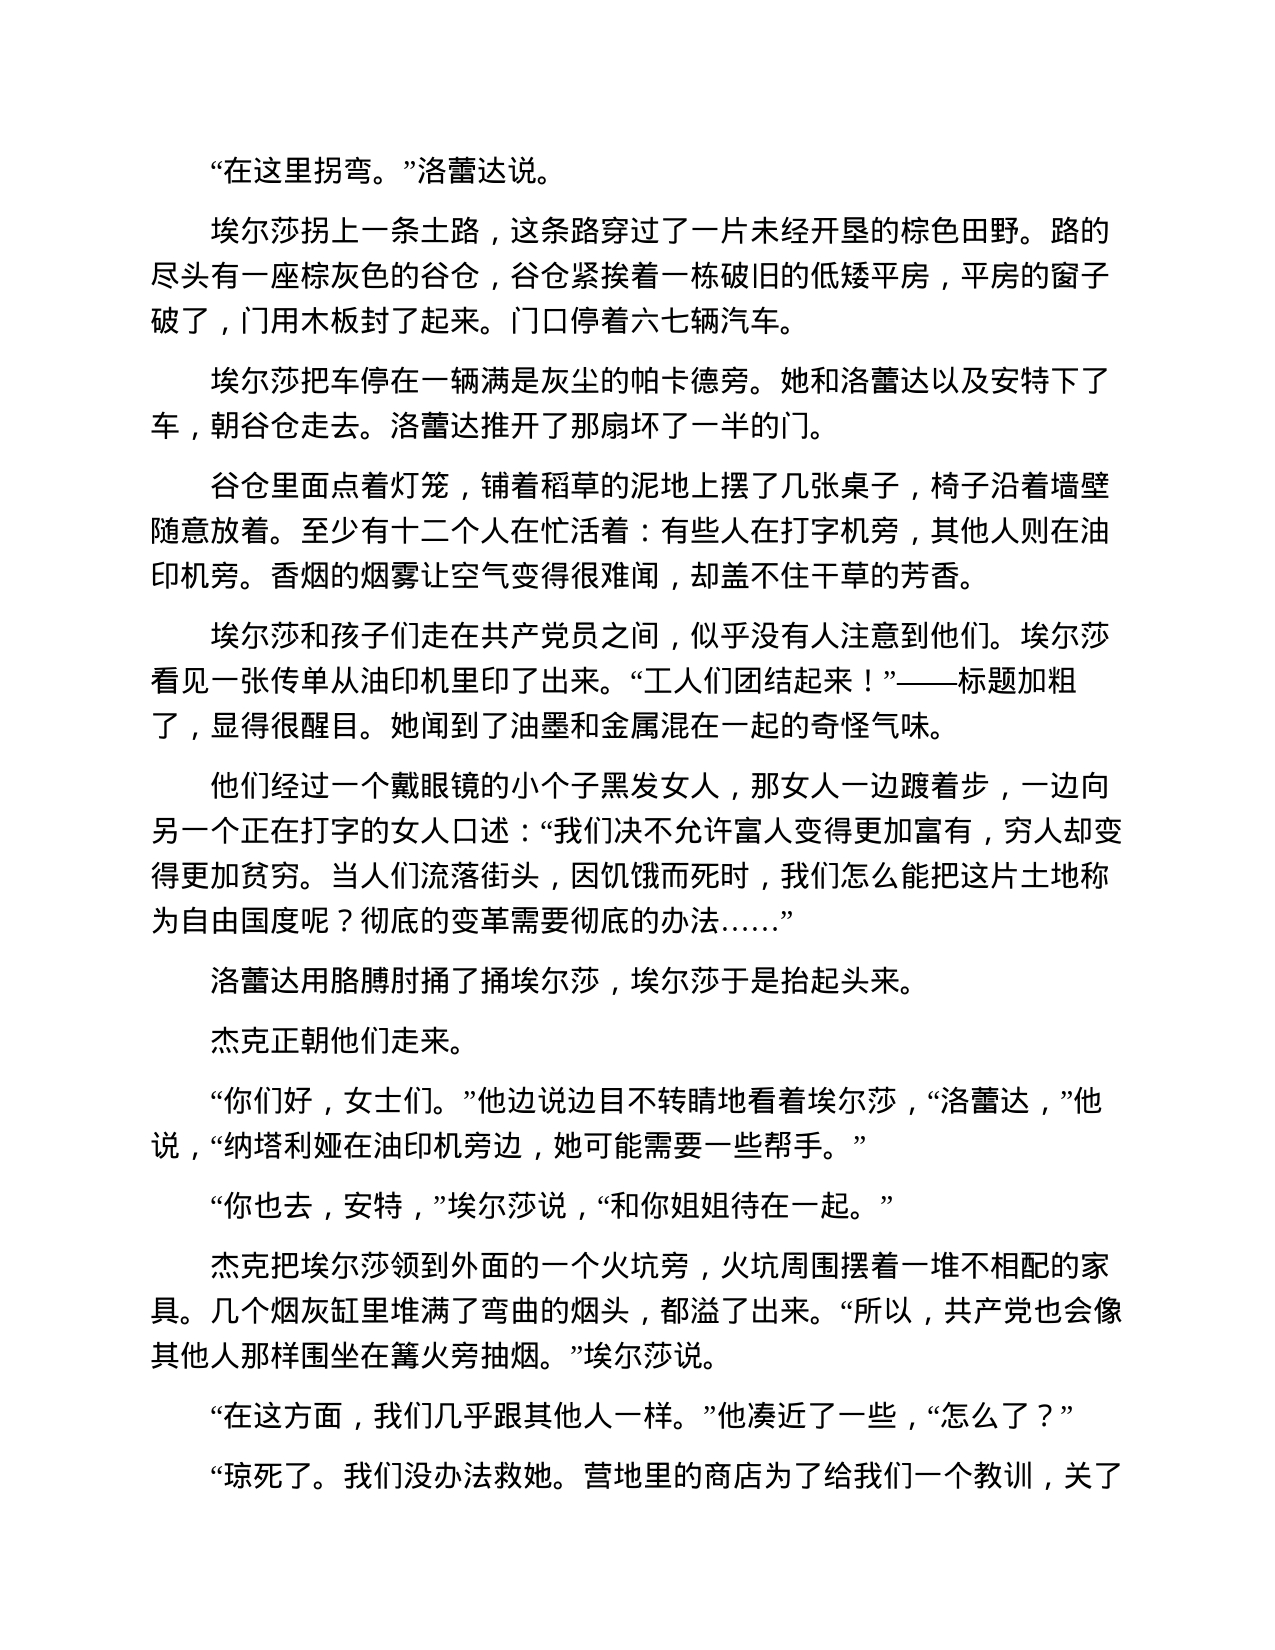 “在这里拐弯。”洛蕾达说。
埃尔莎拐上一条土路，这条路穿过了一片未经开垦的棕色田野。路的
尽头有一座棕灰色的谷仓，谷仓紧挨着一栋破旧的低矮平房，平房的窗子
破了，门用木板封了起来。门口停着六七辆汽车。
埃尔莎把车停在一辆满是灰尘的帕卡德旁。她和洛蕾达以及安特下了
车，朝谷仓走去。洛蕾达推开了那扇坏了一半的门。
谷仓里面点着灯笼，铺着稻草的泥地上摆了几张桌子，椅子沿着墙壁
随意放着。至少有十二个人在忙活着：有些人在打字机旁，其他人则在油
印机旁。香烟的烟雾让空气变得很难闻，却盖不住干草的芳香。
埃尔莎和孩子们走在共产党员之间，似乎没有人注意到他们。埃尔莎
看见一张传单从油印机里印了出来。“工人们团结起来！”——标题加粗
了，显得很醒目。她闻到了油墨和金属混在一起的奇怪气味。
他们经过一个戴眼镜的小个子黑发女人，那女人一边踱着步，一边向
另一个正在打字的女人口述：“我们决不允许富人变得更加富有，穷人却变
得更加贫穷。当人们流落街头，因饥饿而死时，我们怎么能把这片土地称
为自由国度呢？彻底的变革需要彻底的办法……”
洛蕾达用胳膊肘捅了捅埃尔莎，埃尔莎于是抬起头来。
杰克正朝他们走来。
“你们好，女士们。”他边说边目不转睛地看着埃尔莎，“洛蕾达，”他
说，“纳塔利娅在油印机旁边，她可能需要一些帮手。”
“你也去，安特，”埃尔莎说，“和你姐姐待在一起。”
杰克把埃尔莎领到外面的一个火坑旁，火坑周围摆着一堆不相配的家
具。几个烟灰缸里堆满了弯曲的烟头，都溢了出来。“所以，共产党也会像
其他人那样围坐在篝火旁抽烟。”埃尔莎说。
“在这方面，我们几乎跟其他人一样。”他凑近了一些，“怎么了？”
“琼死了。我们没办法救她。营地里的商店为了给我们一个教训，关了